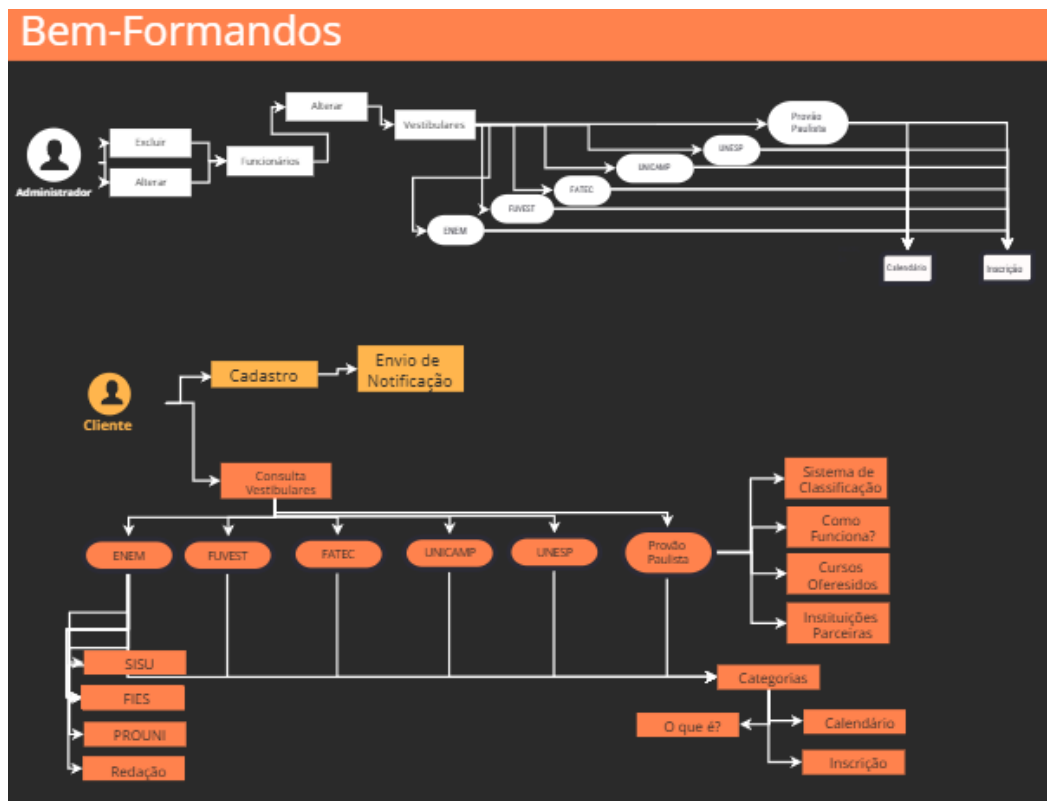 Bem-Formandos
Alterar
Provão
Paulista
Vestibulares
Excluir
UNESP
Funcionários
UNICAMP
Alterar
FATEC
Administrador
FUVEST
ENEM
Calendário
Inscrição
Envio de
Notificação
Cadastro
Cliente
Consulta
Vestibulares
Sistema de
Classificação
Como
Funciona?
ENEM
FUVEST
FATEC
UNICAMP
UNESP
Provão
Paulista
Cursos
Oferesidos
Instituições
Parceiras
SISU
Categorias
FIES
O que é?
Calendário
PROUNI
Inscrição
Redação